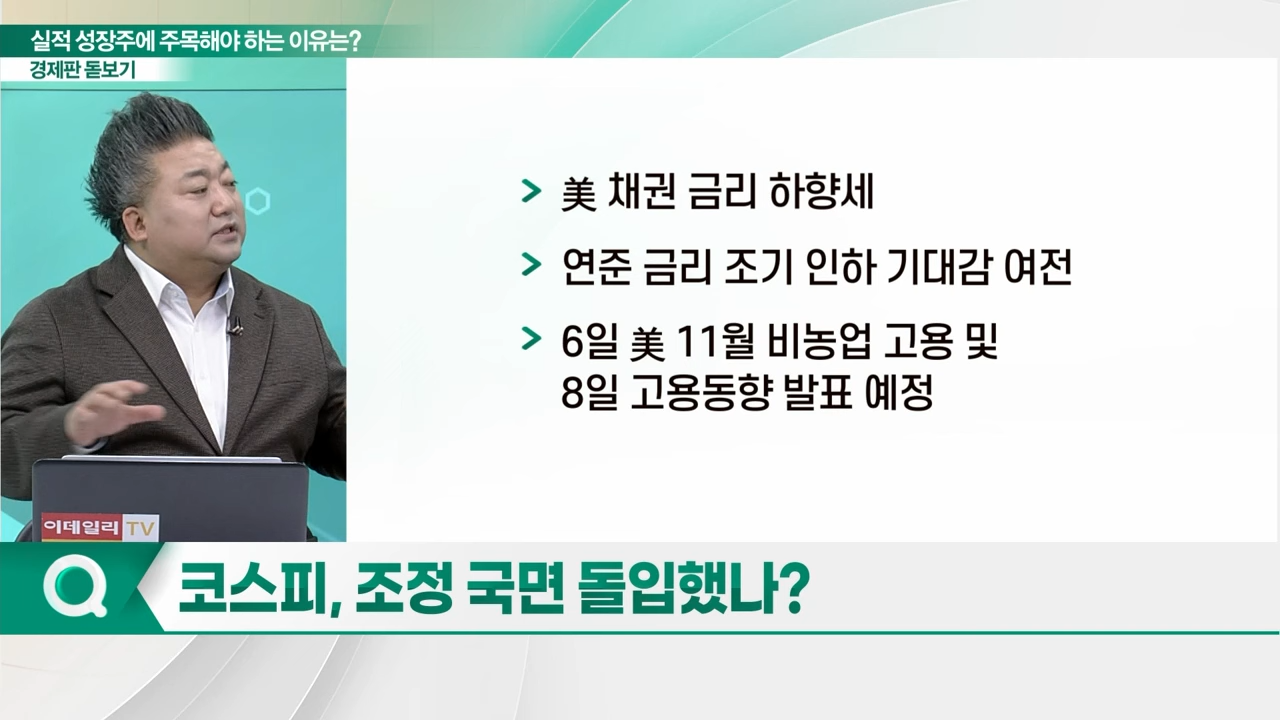 실적 성장주에 주목해야 하는 이유는?
경제판 돋보기
> 美 채권 금리 하향세
> 연준 금리 조기 인하 기대감 여전
> 6일 美 11월 비농업 고용 및
8일 고용동향 발표 예정
이데일리 TV
Q 코스피, 조정 국면 돌입했나?